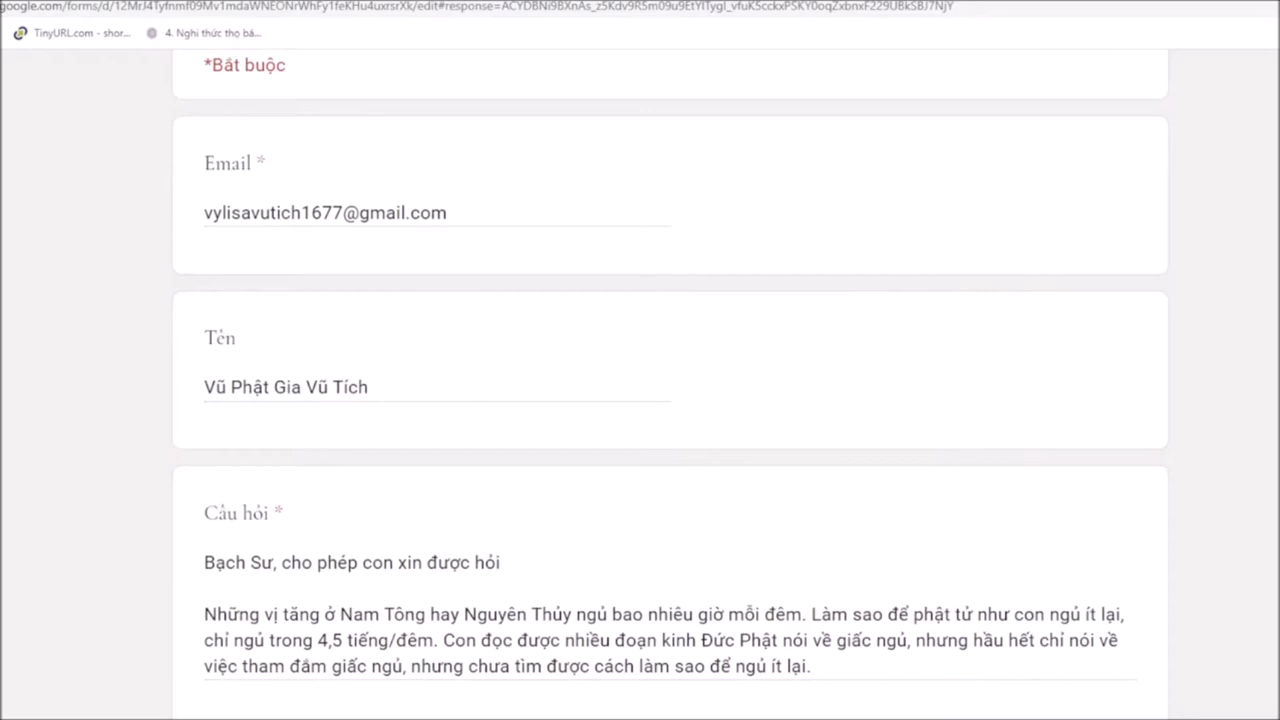 TinyURL.com - shor... 4. Nghi thức thọ bá...
*Bắt buộc
Email *
vylisavutich1677@gmail.com
Tên
Vũ Phật Gia Vũ Tích
Câu hỏi *
Bạch Sư, cho phép con xin được hỏi
Những vị tăng ở Nam Tông hay Nguyên Thủy ngủ bao nhiêu giờ mỗi đêm. Làm sao để phật tử như con ngủ ít lại,
chỉ ngủ trong 4,5 tiếng/đêm. Con đọc được nhiều đoạn kinh Đức Phật nói về giấc ngủ, nhưng hầu hết chỉ nói về
việc tham đắm giấc ngủ, nhưng chưa tìm được cách làm sao để ngủ ít lại.